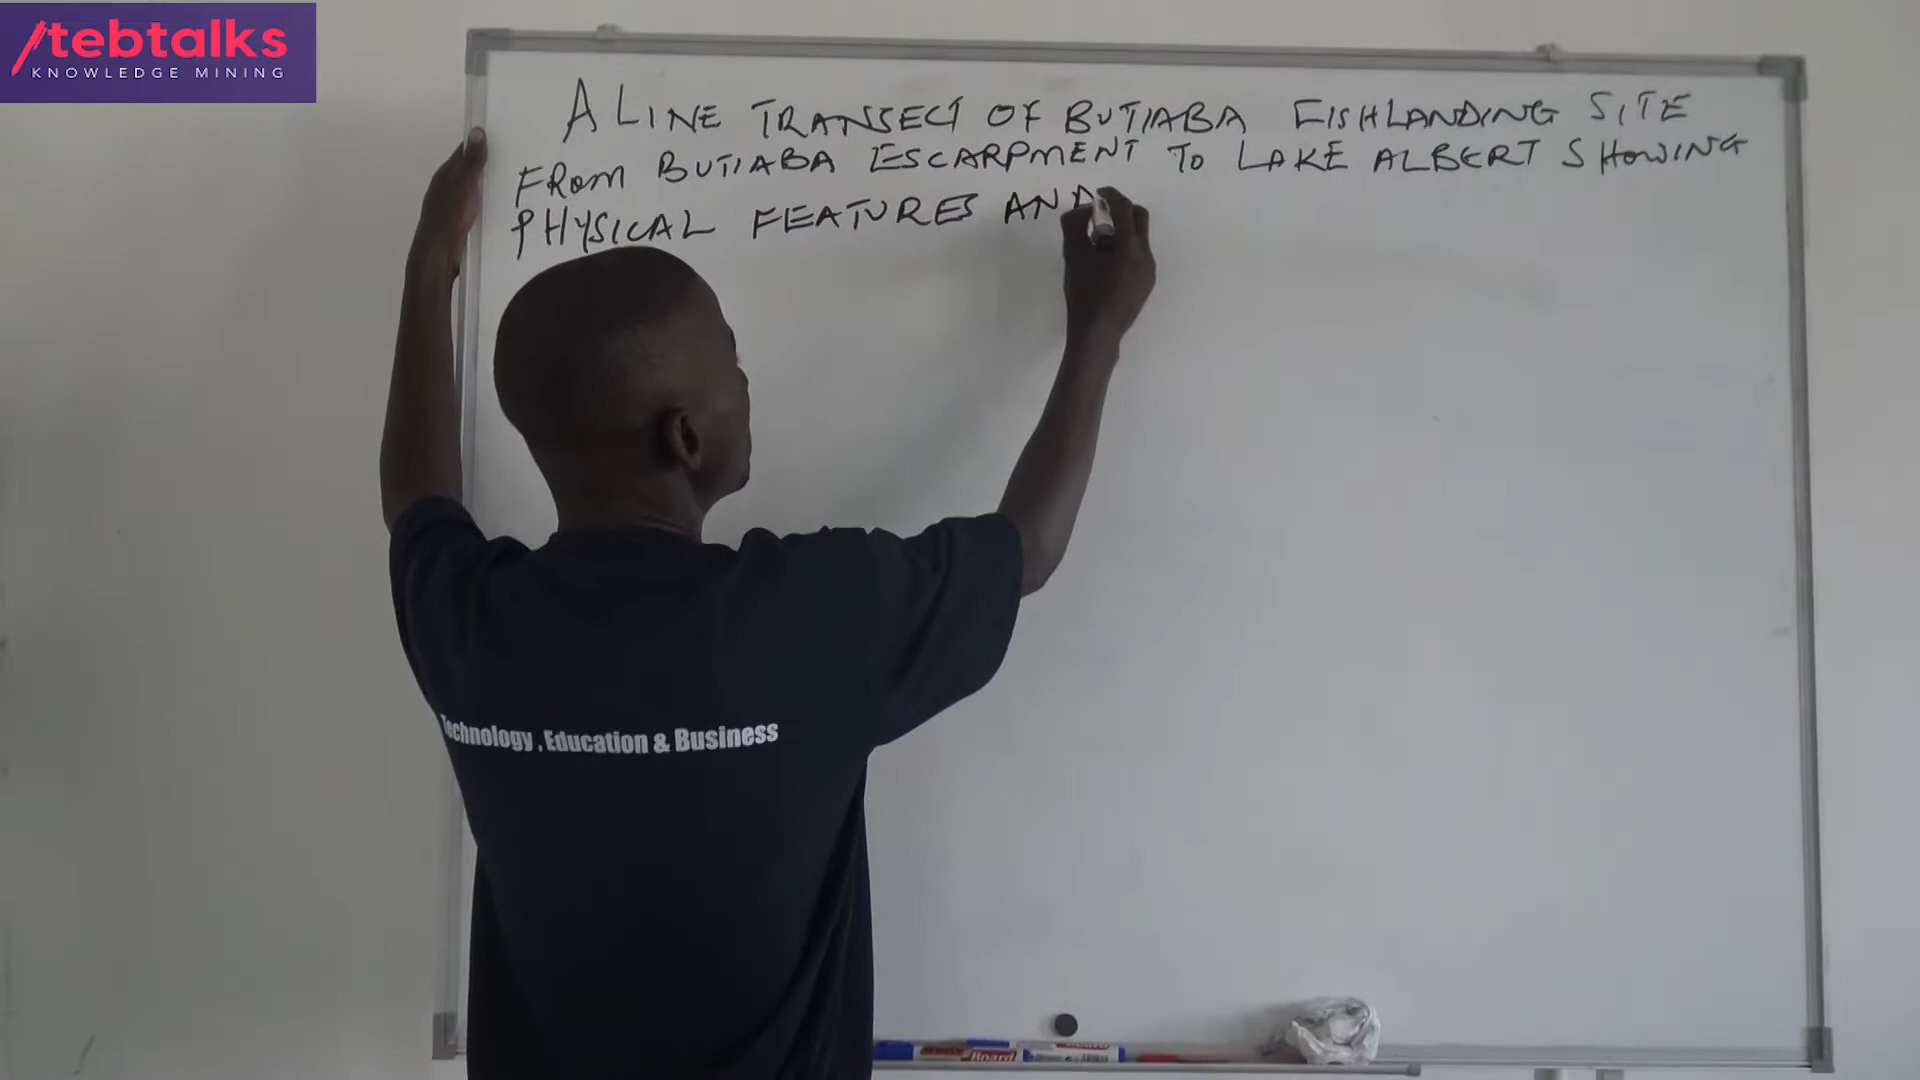 /tebtalks
KNOWLEDGE MINING
A LINE TRANSECT OF BUTIABA FISHLANDING SITE
FROM BUTIABA ESCARPMENT TO LAKE ALBERT SHOWING
PHYSICAL FEATURES AND
Technology , Education & Business
Board